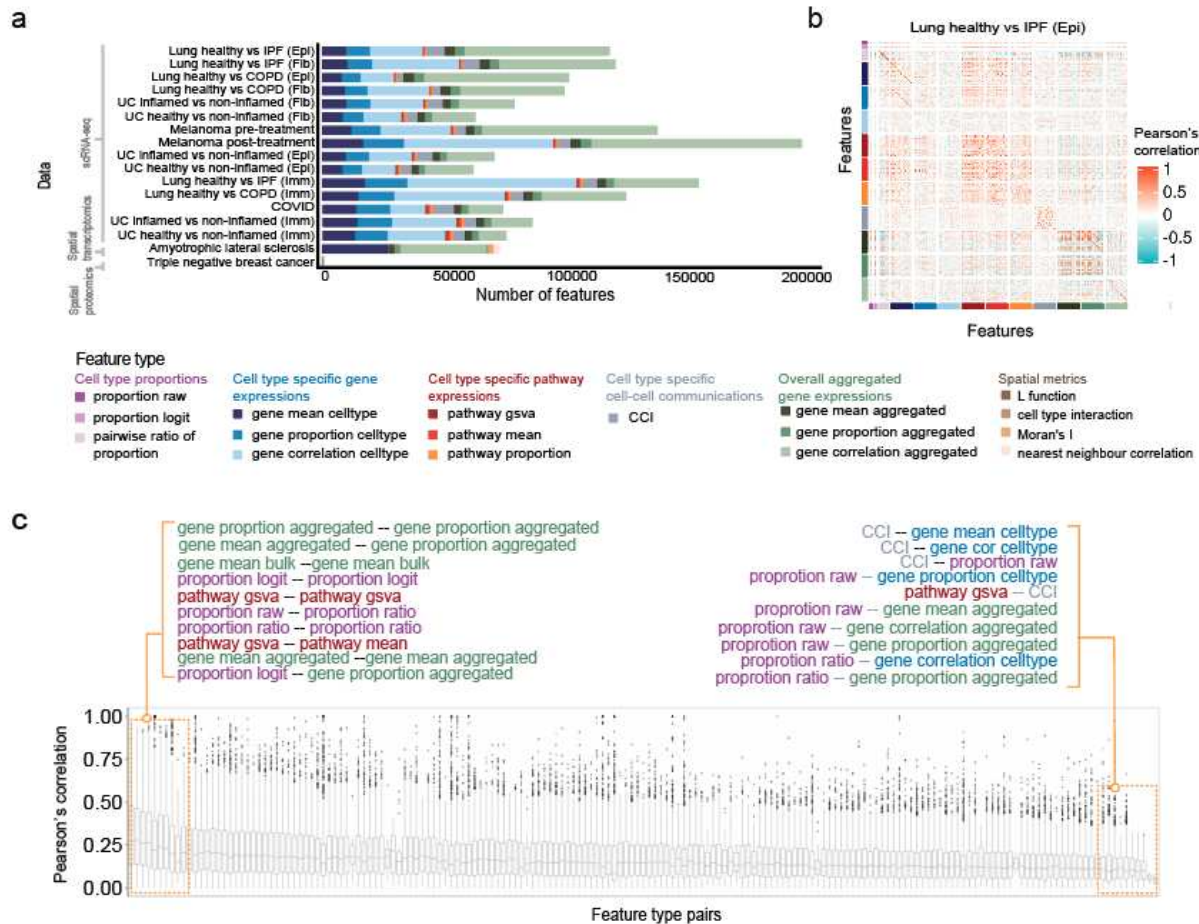 a
Lung healthy vs IPF (Epi)
Lung healthy vs IPF (Fib)
Lung healthy vs COPD (Epi)
Lung healthy vs COPD (Fib)
UC inflamed vs non-inflamed (Fib)
UC healthy vs non-inflamed (Fib)
Melanoma pre-treatment
Melanoma post-treatment
UC inflamed vs non-inflamed (Epi)
UC healthy vs non-inflamed (Epi)
Lung healthy vs IPF (Imm)
Lung healthy vs COPD (Imm)
COVID
UC inflamed vs non-inflamed (Imm)
UC healthy vs non-inflamed (Imm)
Amyotrophic lateral sclerosis
Triple negative breast cancer
Data
scRNA-seq
Spatial
transcriptomics
Spatial
proteomics
0 50000 100000 150000 200000
Number of features
b
Lung healthy vs IPF (Epi)
Features
Features
Pearson's
correlation
1
0.5
0
-0.5
-1
Feature type
Cell type proportions
proportion raw
proportion logit
pairwise ratio of
proportion
Cell type specific gene
expressions
gene mean celltype
gene proportion celltype
gene correlation celltype
Cell type specific pathway
expressions
pathway gsva
pathway mean
pathway proportion
Cell type specific
cell-cell communications
CCI
Overall aggregated
gene expressions
gene mean aggregated
gene proportion aggregated
gene correlation aggregated
Spatial metrics
L function
cell type interaction
Moran's I
nearest neighbour correlation
c
gene proprtion aggregated -- gene proportion aggregated
gene mean aggregated -- gene proportion aggregated
gene mean bulk -- gene mean bulk
proportion logit -- proportion logit
pathway gsva -- pathway gsva
proportion raw -- proportion ratio
proportion ratio -- proportion ratio
pathway gsva -- pathway mean
gene mean aggregated --gene mean aggregated
proportion logit -- gene proportion aggregated
CCI -- gene mean celltype
CCI -- gene cor celltype
CCI -- proportion raw
proprotion raw -- gene proportion celltype
pathway gsva -- CCI
proprotion raw -- gene mean aggregated
proprotion raw -- gene correlation aggregated
proprotion raw -- gene proportion aggregated
proprotion ratio -- gene correlation celltype
proprotion ratio -- gene proportion aggregated
Pearson's correlation
1.00
0.75
0.50
0.25
0.00
Feature type pairs